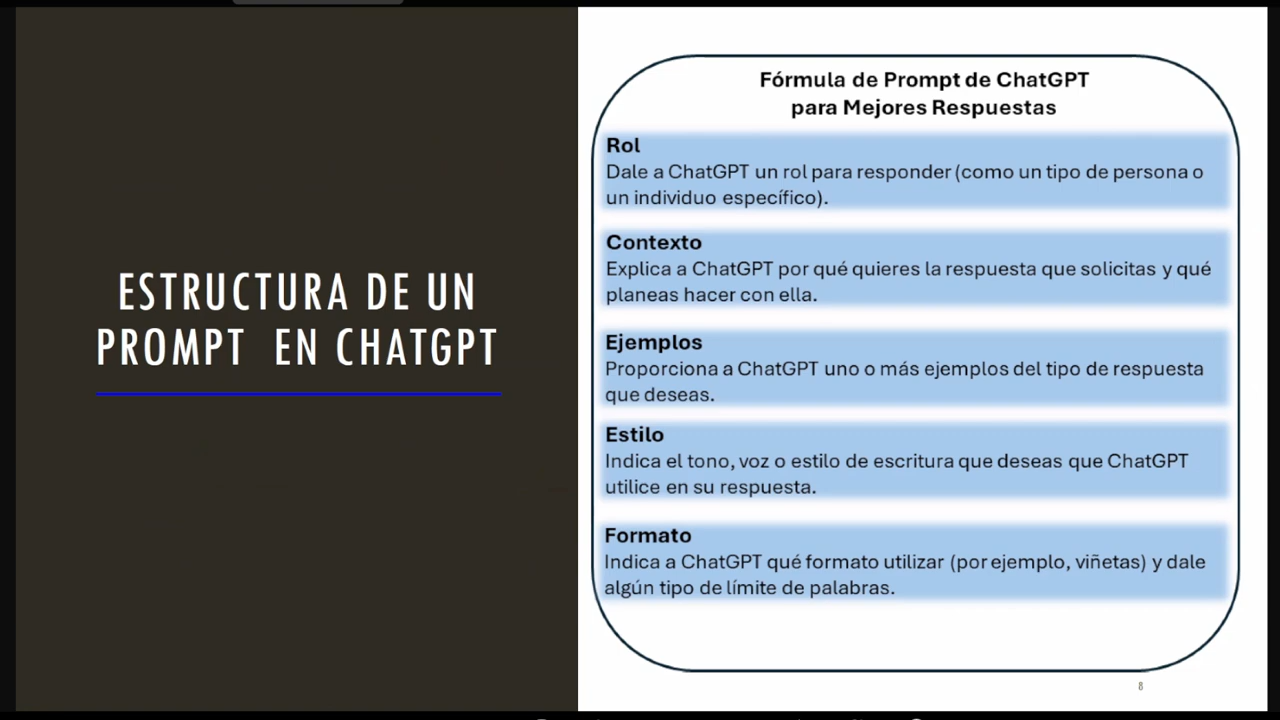 ESTRUCTURA DE UN
PROMPT EN CHATGPT
Fórmula de Prompt de ChatGPT
para Mejores Respuestas
Rol
Dale a ChatGPT un rol para responder (como un tipo de persona o
un individuo específico).
Contexto
Explica a ChatGPT por qué quieres la respuesta que solicitas y qué
planeas hacer con ella.
Ejemplos
Proporciona a ChatGPT uno o más ejemplos del tipo de respuesta
que deseas.
Estilo
Indica el tono, voz o estilo de escritura que deseas que ChatGPT
utilice en su respuesta.
Formato
Indica a ChatGPT qué formato utilizar (por ejemplo, viñetas) y dale
algún tipo de límite de palabras.
8